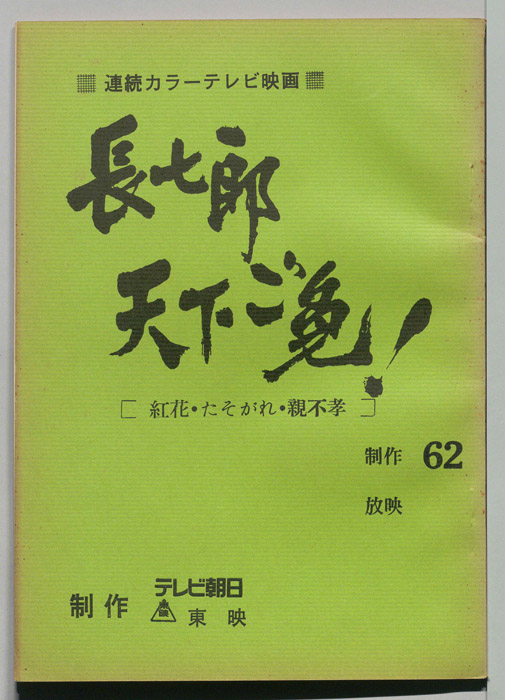 連続カラーテレビ映画
長七郎
天下ご免!
[紅花・たそがれ・親不孝]
制作 62
放映
制作 テレビ朝日
東映 東映